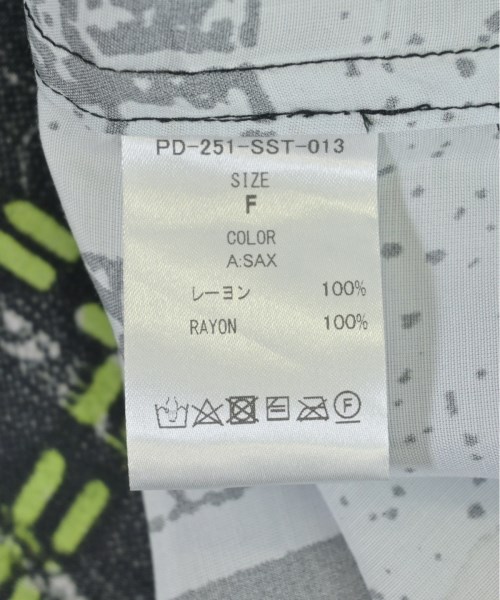 PD-251-SST-013
SIZE
F
COLOR
A:SAX
レーヨン 100%
RAYON 100%
F